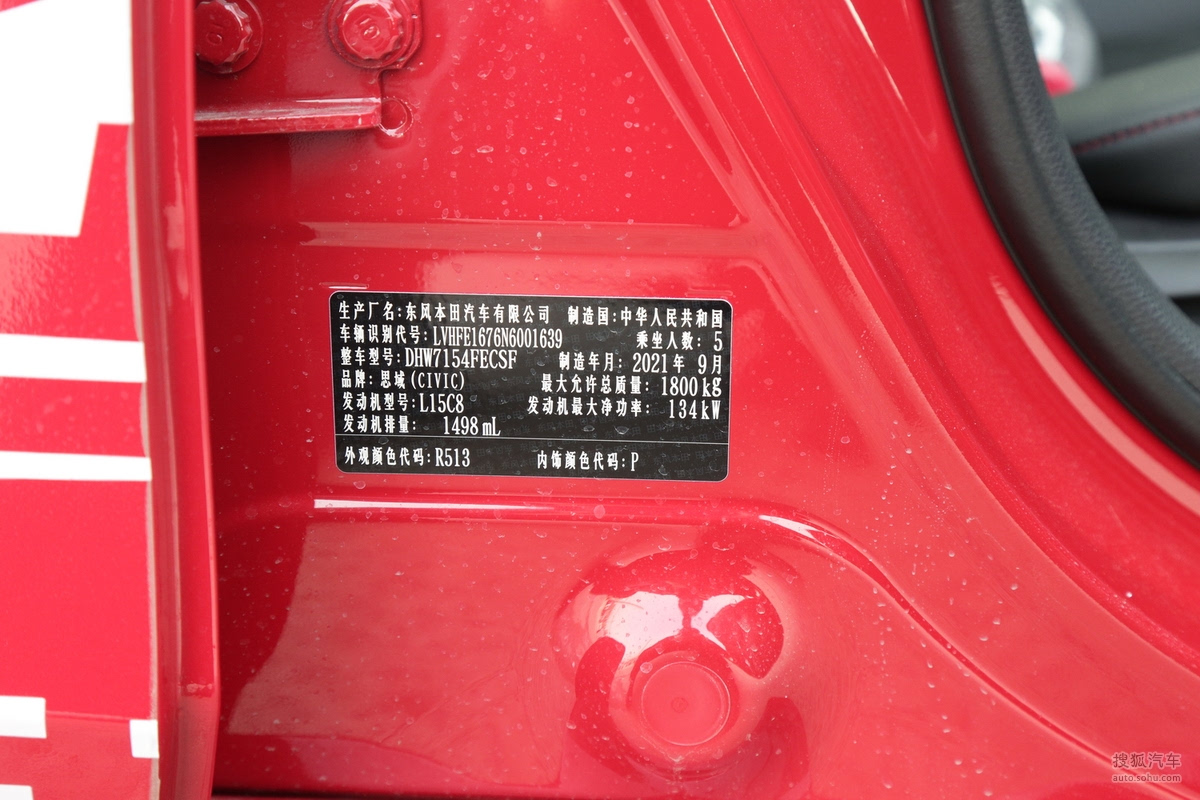 生产厂名:东风本田汽车有限公司 制造国:中华人民共和国
车辆识别代号:LVHFE1676N6001639 乘坐人数: 5
整车型号:DHW7154FECSF 制造年月: 2021年 9月
品牌: 思域(CIVIC) 最大允许总质量: 1800kg
发动机型号:L15C8 发动机最大净功率: 134kW
发动机排量: 1498mL
外观颜色代码:R513 内饰颜色代码:P
搜狐汽车
auto.sohu.com